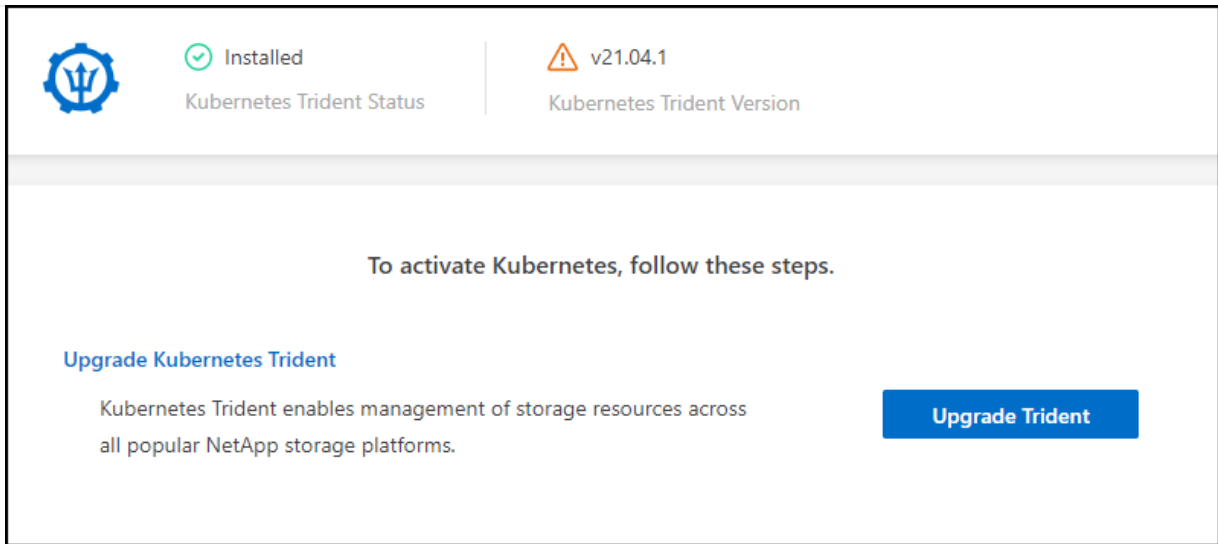 Installed
Kubernetes Trident Status
v21.04.1
Kubernetes Trident Version
To activate Kubernetes, follow these steps.
Upgrade Kubernetes Trident
Kubernetes Trident enables management of storage resources across
all popular NetApp storage platforms.
Upgrade Trident